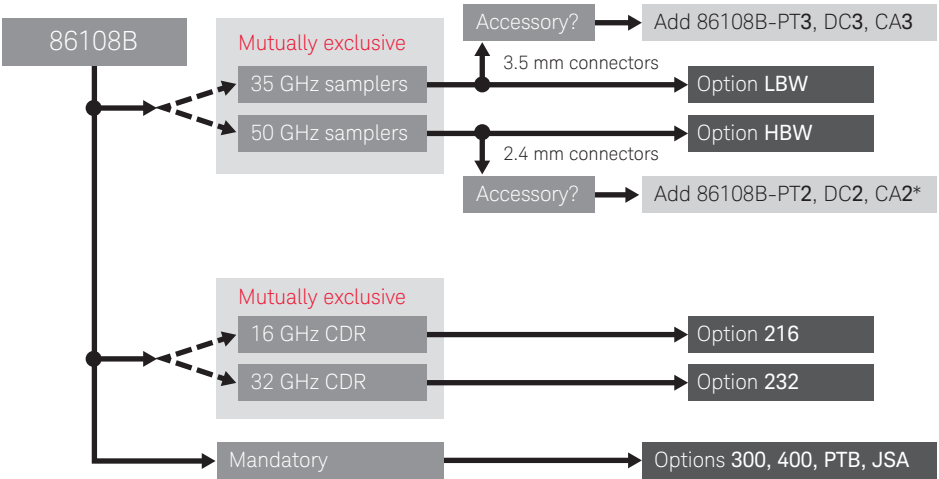 86108B
Accessory?
Add 86108B-PT3, DC3, CA3
Mutually exclusive
3.5 mm connectors
35 GHz samplers
Option LBW
50 GHz samplers
Option HBW
2.4 mm connectors
Accessory?
Add 86108B-PT2, DC2, CA2*
Mutually exclusive
16 GHz CDR
Option 216
32 GHz CDR
Option 232
Mandatory
Options 300, 400, PTB, JSA